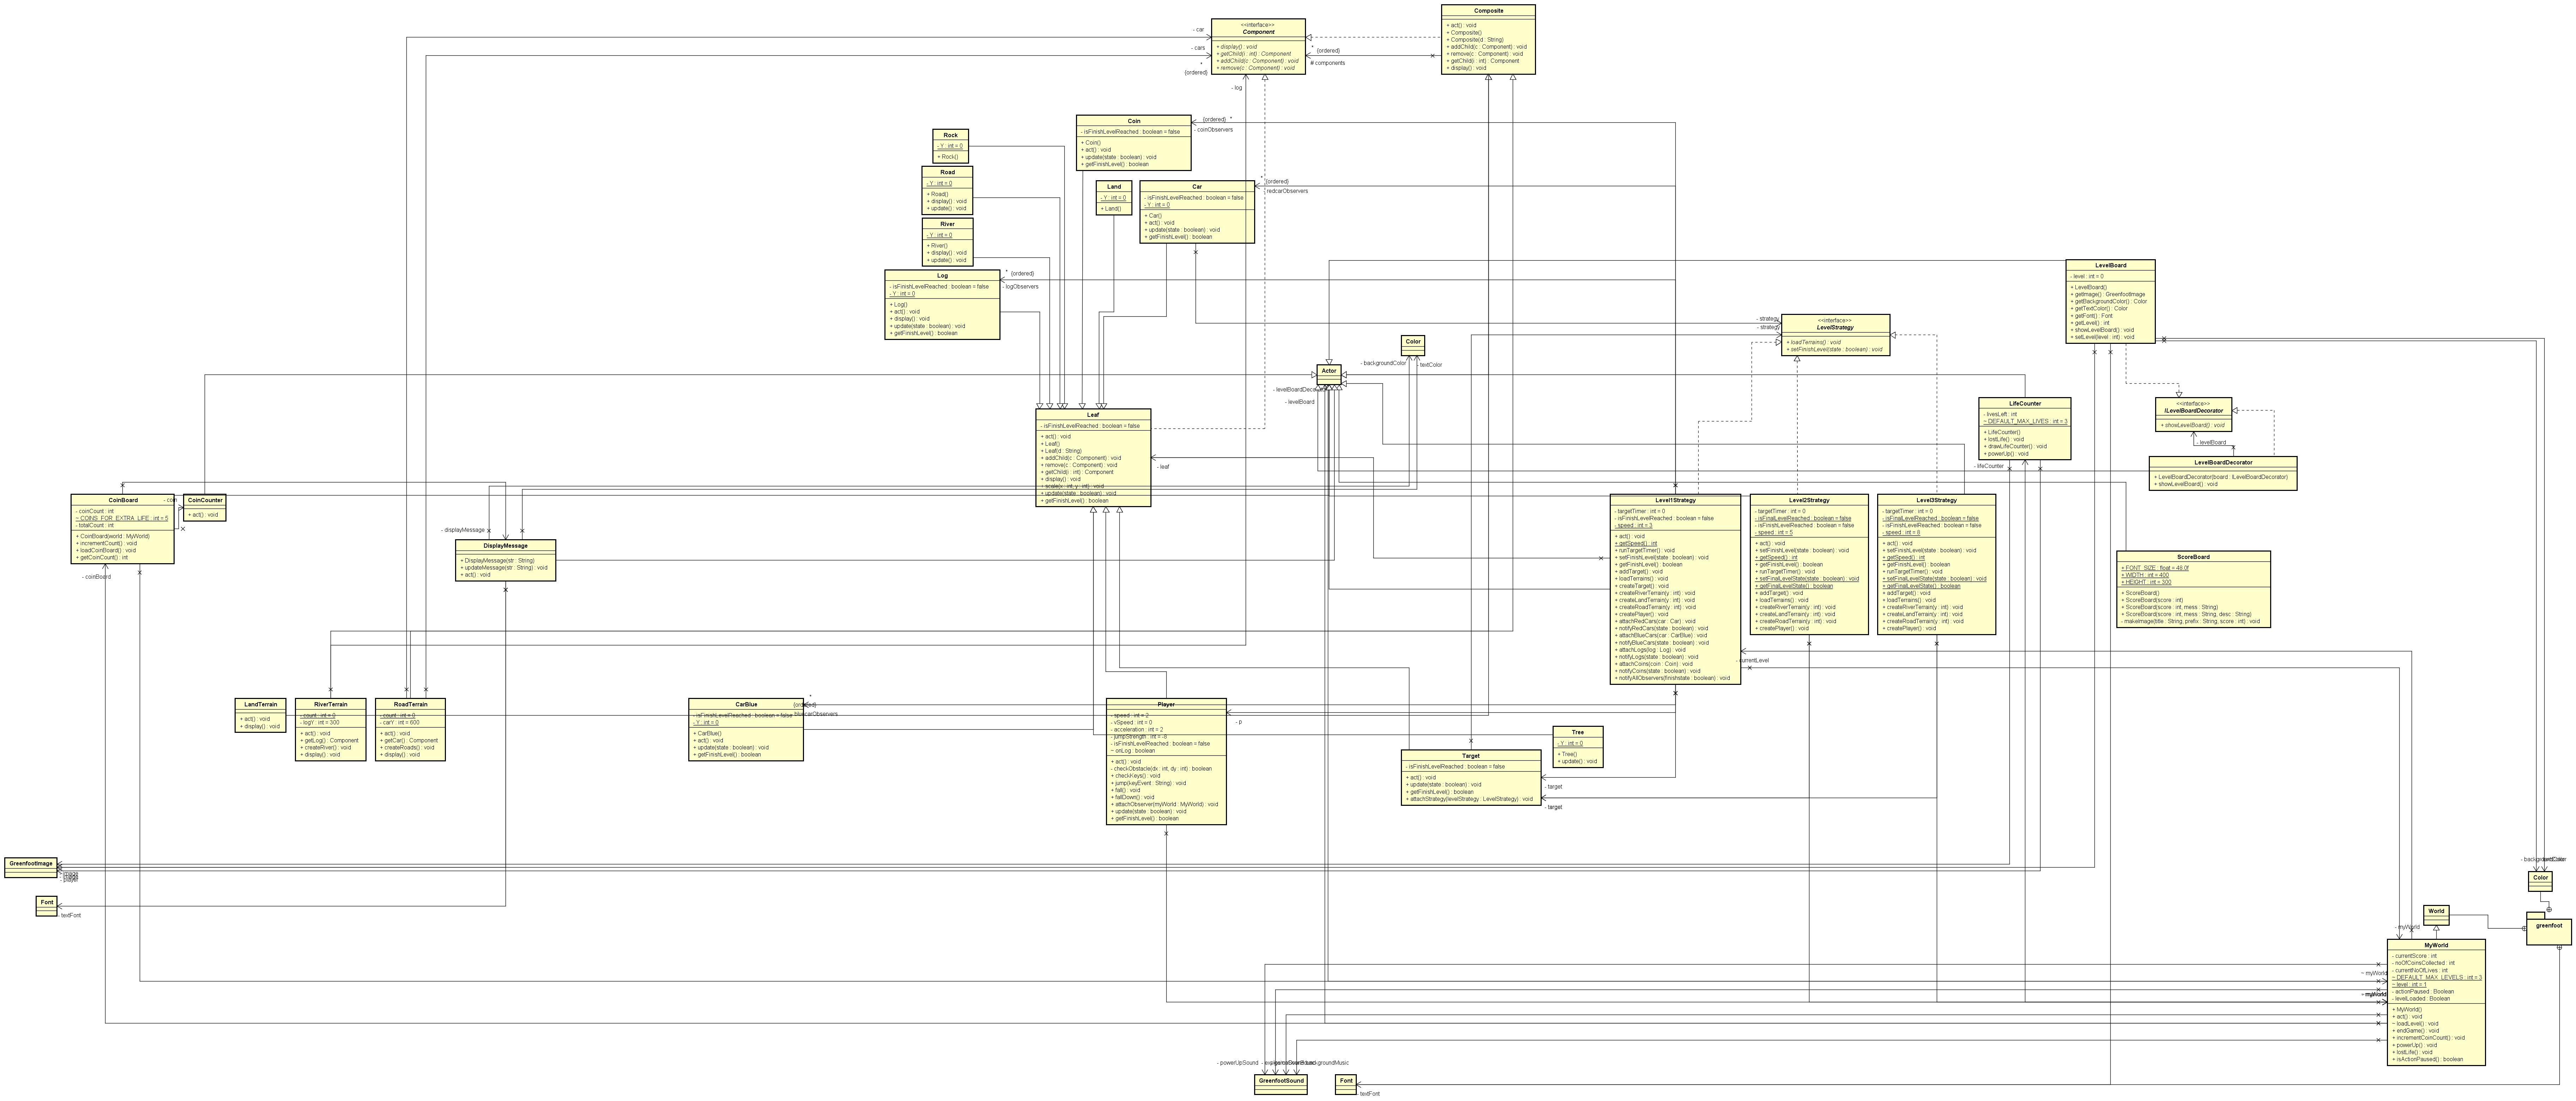 <<interface>>
Component
+ display() : void
+ getChild(i : int) : Component
+ addChild(c : Component) : void
+ remove(c : Component) : void
- car
- cars
*
{ordered}
- log
*
{ordered}
# components
Composite
+ act() : void
+ Composite()
+ Composite(d : String)
+ addChild(c : Component) : void
+ remove(c : Component) : void
+ getChild(i : int) : Component
+ display() : void
Coin
- isFinishLevelReached : boolean = false
+ Coin()
+ act() : void
+ update(state : boolean) : void
+ getFinishLevel() : boolean
{ordered} *
- coinObservers
Rock
- Y : int = 0
+ Rock()
Road
- Y : int = 0
+ Road()
+ display() : void
+ update() : void
Land
- Y : int = 0
+ Land()
Car
- isFinishLevelReached : boolean = false
- Y : int = 0
+ Car()
+ act() : void
+ update(state : boolean) : void
+ getFinishLevel() : boolean
*
{ordered}
- redcarObservers
River
- Y : int = 0
+ River()
+ display() : void
+ update() : void
Log
- isFinishLevelReached : boolean = false
- Y : int = 0
+ Log()
+ act() : void
+ display() : void
+ update(state : boolean) : void
+ getFinishLevel() : boolean
*
{ordered}
- logObservers
LevelBoard
- level : int = 0
+ LevelBoard()
+ getImage() : GreenfootImage
+ getBackgroundColor() : Color
+ getTextColor() : Color
+ getFont() : Font
+ getLevel() : int
+ showLevelBoard() : void
+ setLevel(level : int) : void
- strategy
- strategy
<<interface>>
LevelStrategy
+ loadTerrains() : void
+ setFinishLevel(state : boolean) : void
Color
- backgroundColor
- textColor
Actor
- levelBoardDecorator
- levelBoard
Leaf
- isFinishLevelReached : boolean = false
+ act() : void
+ Leaf()
+ Leaf(d : String)
+ addChild(c : Component) : void
+ remove(c : Component) : void
+ getChild(i : int) : Component
+ display() : void
+ scale(x : int, y : int) : void
+ update(state : boolean) : void
+ getFinishLevel() : boolean
- leaf
LifeCounter
- livesLeft : int
~ DEFAULT_MAX_LIVES : int = 3
+ LifeCounter()
+ lostLife() : void
+ drawLifeCounter() : void
+ powerUp() : void
- lifeCounter
<<interface>>
ILevelBoardDecorator
+ showLevelBoard() : void
- levelBoard
LevelBoardDecorator
+ LevelBoardDecorator(board : ILevelBoardDecorator)
+ showLevelBoard() : void
CoinBoard
- coinCount : int
~ COINS_FOR_EXTRA_LIFE : int = 5
- totalCount : int
+ CoinBoard(world : MyWorld)
+ incrementCount() : void
+ loadCoinBoard() : void
+ getCoinCount() : int
- coin
- coinBoard
CoinCounter
+ act() : void
- displayMessage
DisplayMessage
+ DisplayMessage(str : String)
+ updateMessage(str : String) : void
+ act() : void
Level1Strategy
- targetTimer : int = 0
- isFinishLevelReached : boolean = false
- speed : int = 3
+ act() : void
+ getSpeed() : int
+ runTargetTimer() : void
+ setFinishLevel(state : boolean) : void
+ getFinishLevel() : boolean
+ addTarget() : void
+ loadTerrains() : void
+ createTarget() : void
+ createRiverTerrain(y : int) : void
+ createLandTerrain(y : int) : void
+ createRoadTrrain(y : int) : void
+ createPlayer() : void
+ attachRedCars(car : Car) : void
+ notifyRedCars(state : boolean) : void
+ attachBlueCars(car : CarBlue) : void
+ notifyBlueCars(state : boolean) : void
+ attachLogs(log : Log) : void
+ notifyLogs(state : boolean) : void
+ attachCoins(coin : Coin) : void
+ notifyCoins(state : boolean) : void
+ notifyAllObservers(finishstate : boolean) : void
- currentLevel
Level2Strategy
- targetTimer : int = 0
- isFinalLevelReached : boolean = false
- isFinishLevelReached : boolean = false
- speed : int = 5
+ act() : void
+ setFinishLevel(state : boolean) : void
+ getSpeed() : int
+ getFinishLevel() : boolean
+ runTargetTimer() : void
+ setFinalLevelState(state : boolean) : void
+ getFinalLevelState() : boolean
+ addTarget() : void
+ loadTerrains() : void
+ createRiverTerrain(y : int) : void
+ createLandTerrain(y : int) : void
+ createRoadTerrain(y : int) : void
+ createPlayer() : void
Level3Strategy
- targetTimer : int = 0
- isFinalLevelReached : boolean = false
- isFinishLevelReached : boolean = false
- speed : int = 8
+ act() : void
+ setFinishLevel(state : boolean) : void
+ getSpeed() : int
+ getFinishLevel() : boolean
+ runTargetTimer() : void
+ setFinalLevelState(state : boolean) : void
+ getFinalLevelState() : boolean
+ addTarget() : void
+ loadTerrains() : void
+ createRiverTerrain(y : int) : void
+ createLandTerrain(y : int) : void
+ createRoadTerrain(y : int) : void
+ createPlayer() : void
ScoreBoard
+ FONT_SIZE : float = 48.0f
+ WIDTH : int = 400
+ HEIGHT : int = 300
+ ScoreBoard()
+ ScoreBoard(score : int)
+ ScoreBoard(score : int, mess : String)
+ ScoreBoard(score : int, mess : String, desc : String)
- makeImage(title : String, prefix : String, score : int) : void
LandTerrain
+ act() : void
+ display() : void
RiverTerrain
- count : int = 0
- logY : int = 300
+ act() : void
+ getLog() : Component
+ createRiver() : void
+ display() : void
RoadTerrain
- count : int = 0
- carY : int = 600
+ act() : void
+ getCar() : Component
+ createRoads() : void
+ display() : void
CarBlue
- isFinishLevelReached : boolean = false
- Y : int = 0
+ CarBlue()
+ act() : void
+ update(state : boolean) : void
+ getFinishLevel() : boolean
*
{ordered}
- bluecarObservers
Player
- speed : int = 2
- vSpeed : int = 0
- acceleration : int = 2
- jumpStrength : int = -8
- isFinishLevelReached : boolean = false
~ onLog : boolean
+ act() : void
- checkObstacle(dx : int, dy : int) : boolean
+ checkKeys() : void
+ jump(keyEvent : String) : void
+ fall() : void
+ fallDown() : void
+ attachObserver(myWorld : MyWorld) : void
+ update(state : boolean) : void
+ getFinishLevel() : boolean
- p
Target
- isFinishLevelReached : boolean = false
+ act() : void
+ update(state : boolean) : void
+ getFinishLevel() : boolean
+ attachStrategy(levelStrategy : LevelStrategy) : void
- target
- target
Tree
- Y : int = 0
+ Tree()
+ update() : void
GreenfootImage
- image
- player
Font
- textFont
- backgroundColor
- textColor
Color
World
greenfoot
- myWorld
~ myWorld
- myWorld
MyWorld
- currentScore : int
- noOfCoinsCollected : int
- currentNoOfLives : int
~ DEFAULT_MAX_LEVELS : int = 3
~ level : int = 1
- actionPaused : Boolean
- levelLoaded : Boolean
+ MyWorld()
+ act() : void
~ loadLevel() : void
+ endGame() : void
+ incrementCoinCount() : void
+ powerUp() : void
+ lostLife() : void
+ isActionPaused() : boolean
- powerUpSound
- backgroundMusic
GreenfootSound
Font
- textFont